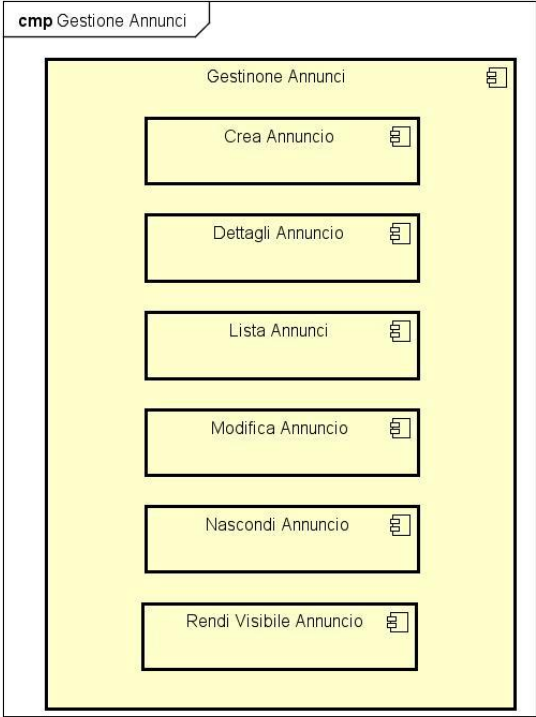 cmp Gestione Annunci
Gestinone Annunci
Crea Annuncio
Dettagli Annuncio
Lista Annunci
Modifica Annuncio
Nascondi Annuncio
Rendi Visibile Annuncio